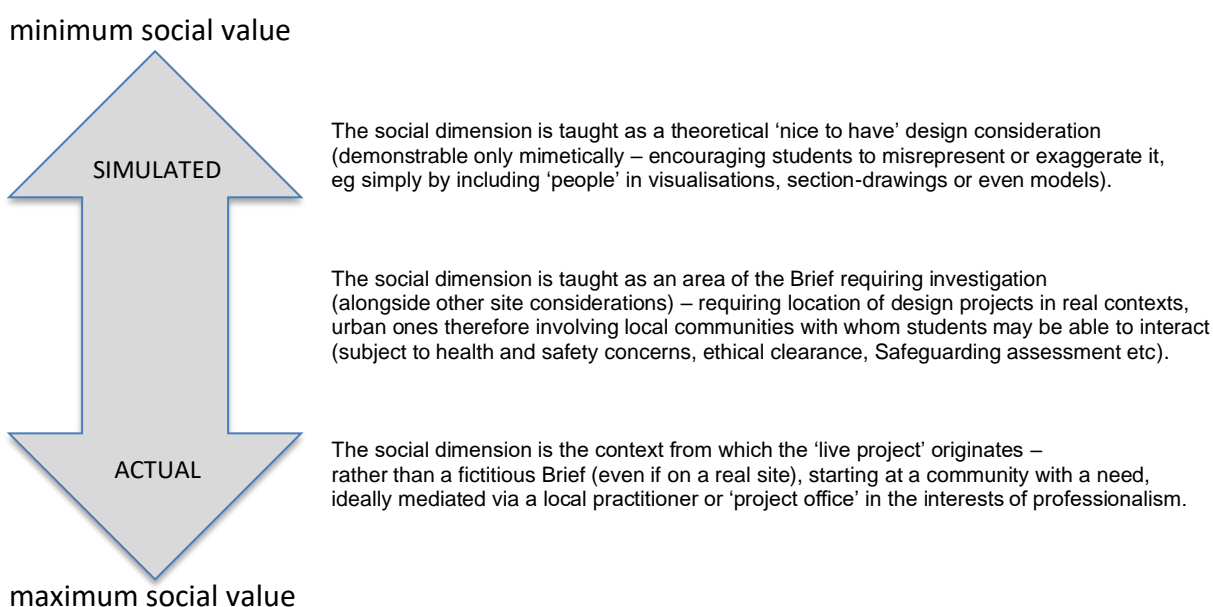 minimum social value
SIMULATED
The social dimension is taught as a theoretical ‘nice to have’ design consideration
(demonstrable only mimetically – encouraging students to misrepresent or exaggerate it,
eg simply by including ‘people’ in visualisations, section-drawings or even models).
The social dimension is taught as an area of the Brief requiring investigation
(alongside other site considerations) – requiring location of design projects in real contexts,
urban ones therefore involving local communities with whom students may be able to interact
(subject to health and safety concerns, ethical clearance, Safeguarding assessment etc).
ACTUAL
The social dimension is the context from which the ‘live project’ originates –
rather than a fictitious Brief (even if on a real site), starting at a community with a need,
ideally mediated via a local practitioner or ‘project office’ in the interests of professionalism.
maximum social value